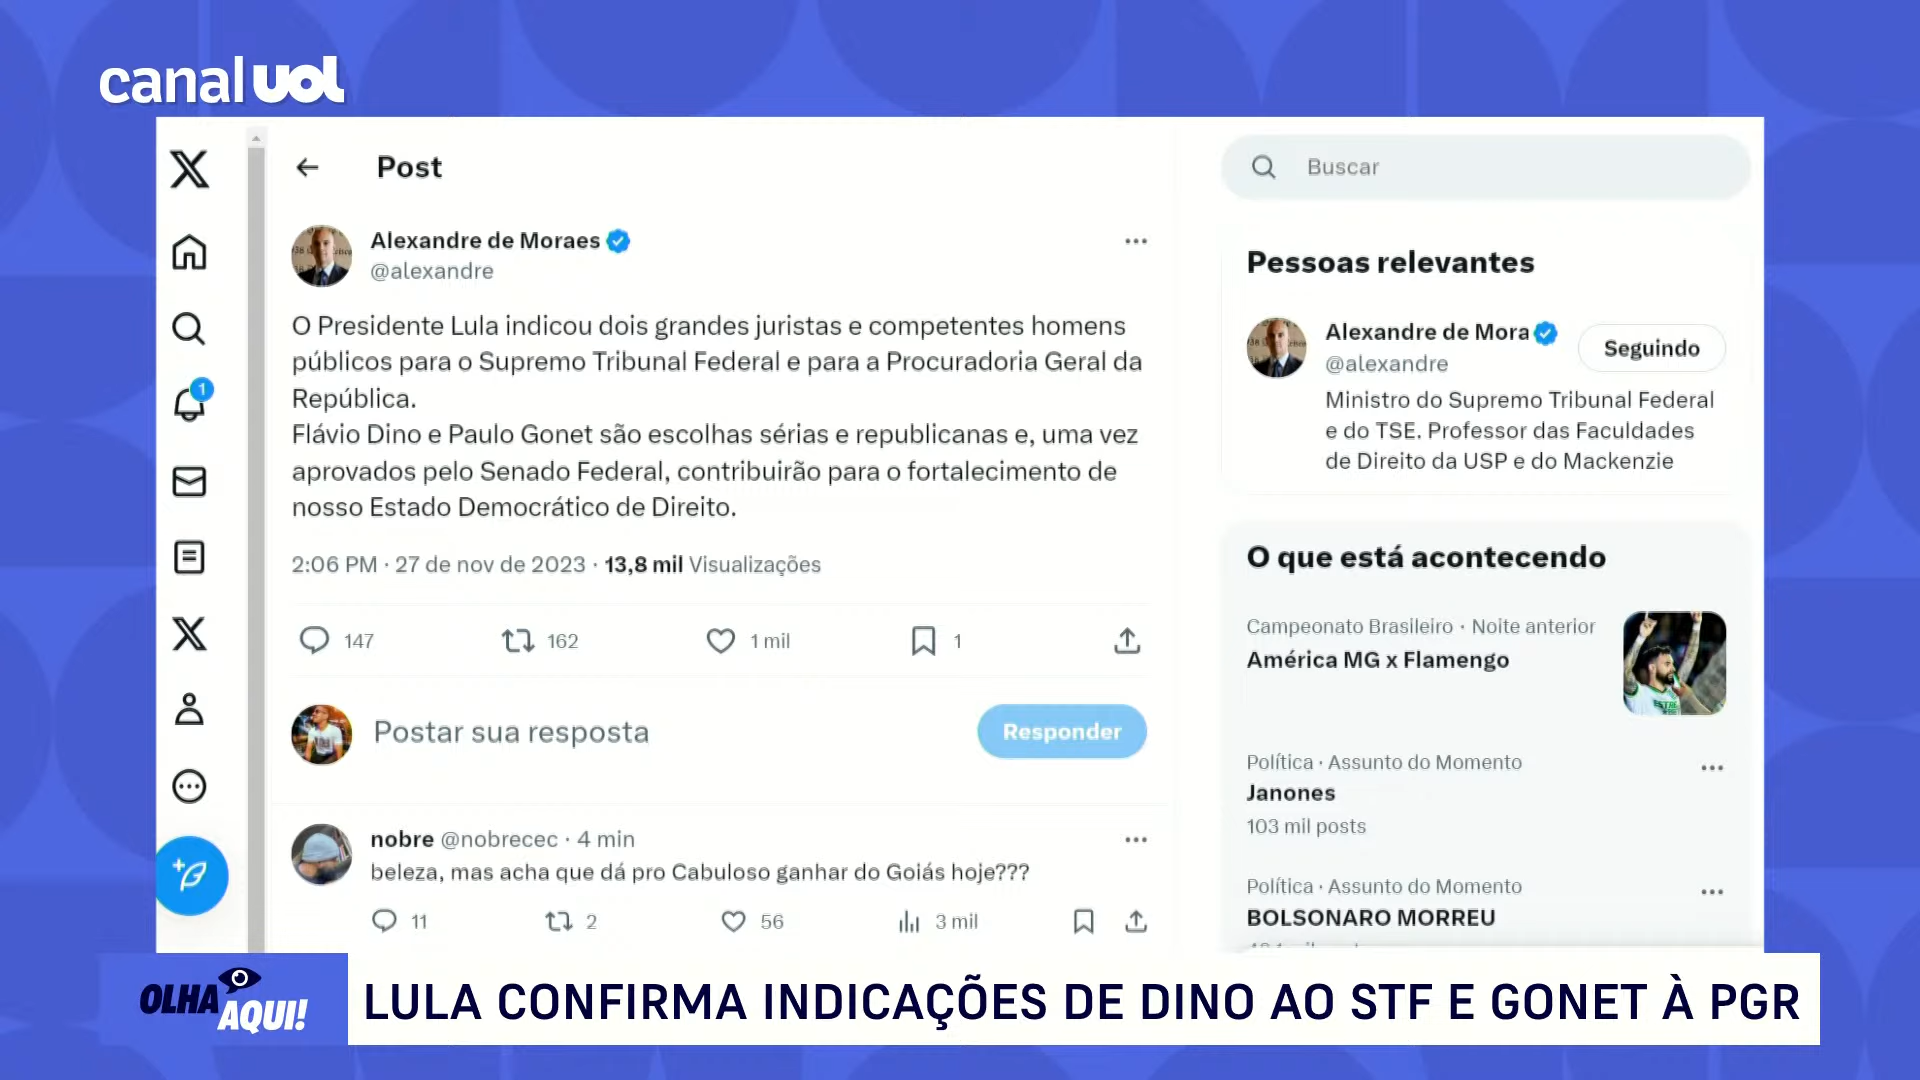 canal uol
Post
Buscar
Alexandre de Moraes
@alexandre
O Presidente Lula indicou dois grandes juristas e competentes homens
públicos para o Supremo Tribunal Federal e para a Procuradoria Geral da
República.
Flávio Dino e Paulo Gonet são escolhas sérias e republicanas e, uma vez
aprovados pelo Senado Federal, contribuirão para o fortalecimento de
nosso Estado Democrático de Direito.
2:06 PM · 27 de nov de 2023 · 13,8 mil Visualizações
147 162 1 mil 1
Postar sua resposta
Responder
nobre @nobrecec · 4 min
beleza, mas acha que dá pro Cabuloso ganhar do Goiás hoje???
11 2 56 3 mil
1
Pessoas relevantes
Alexandre de Mora
@alexandre
Seguindo
Ministro do Supremo Tribunal Federal
e do TSE. Professor das Faculdades
de Direito da USP e do Mackenzie
O que está acontecendo
Campeonato Brasileiro · Noite anterior
América MG x Flamengo
Política · Assunto do Momento
Janones
103 mil posts
Política · Assunto do Momento
BOLSONARO MORREU
OLHA
AQUI!
LULA CONFIRMA INDICAÇÕES DE DINO AO STF E GONET À PGR